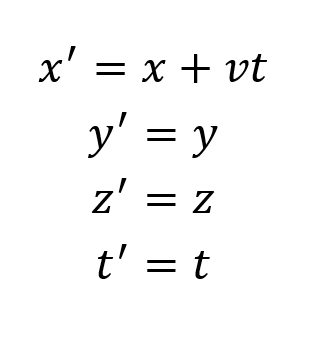 x′ = x + vt
y′ = y
z′ = z
t′ = t